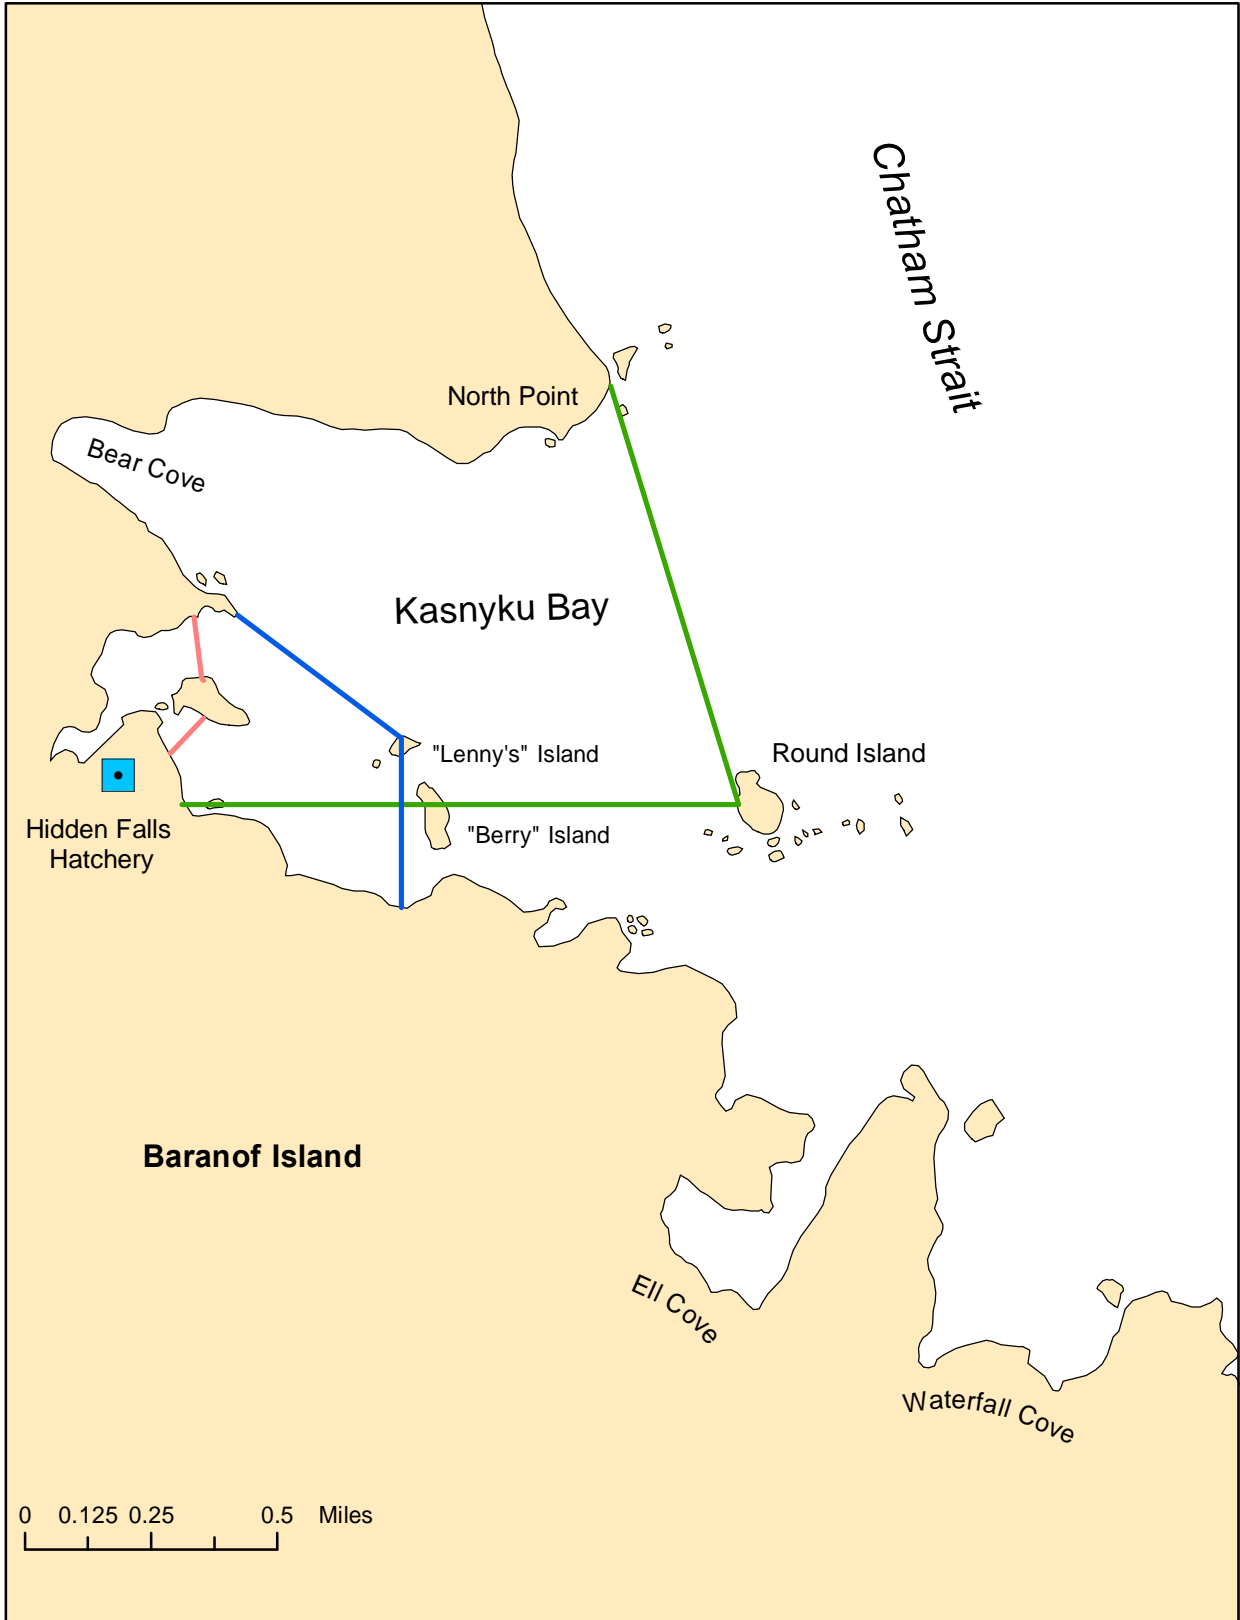 Chatham Strait
North Point
Bear Cove
Kasnyku Bay
"Lenny's" Island
Round Island
"Berry" Island
Hidden Falls
Hatchery
Baranof Island
Ell Cove
Waterfall Cove
0 0.125 0.25 0.5 Miles